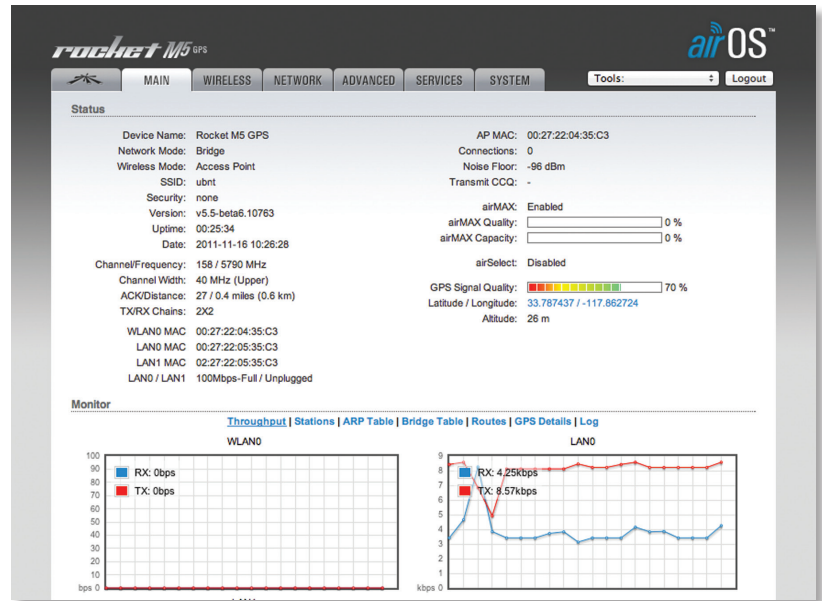 rocket M5 GPS
airOS™
MAIN WIRELESS NETWORK ADVANCED SERVICES SYSTEM Tools: Logout
Status
Device Name: Rocket M5 GPS
Network Mode: Bridge
Wireless Mode: Access Point
SSID: ubnt
Security: none
Version: v5.5-beta6.10763
Uptime: 00:25:34
Date: 2011-11-16 10:26:28
Channel/Frequency: 158 / 5790 MHz
Channel Width: 40 MHz (Upper)
ACK/Distance: 27 / 0.4 miles (0.6 km)
TX/RX Chains: 2X2
WLAN0 MAC 00:27:22:04:35:C3
LAN0 MAC 00:27:22:05:35:C3
LAN1 MAC 02:27:22:05:35:C3
LAN0 / LAN1 100Mbps-Full / Unplugged
AP MAC: 00:27:22:04:35:C3
Connections: 0
Noise Floor: -96 dBm
Transmit CCQ: -
airMAX: Enabled
airMAX Quality: 0 %
airMAX Capacity: 0 %
airSelect: Disabled
GPS Signal Quality: 70 %
Latitude / Longitude: 33.787437 / -117.862724
Altitude: 26 m
Monitor
Throughput | Stations | ARP Table | Bridge Table | Routes | GPS Details | Log
WLAN0
RX: 0bps
TX: 0bps
100
90
80
70
60
50
40
30
20
10
bps 0
LAN0
RX: 4.25kbps
TX: 8.57kbps
9
8
7
6
5
4
3
2
1
kbps 0